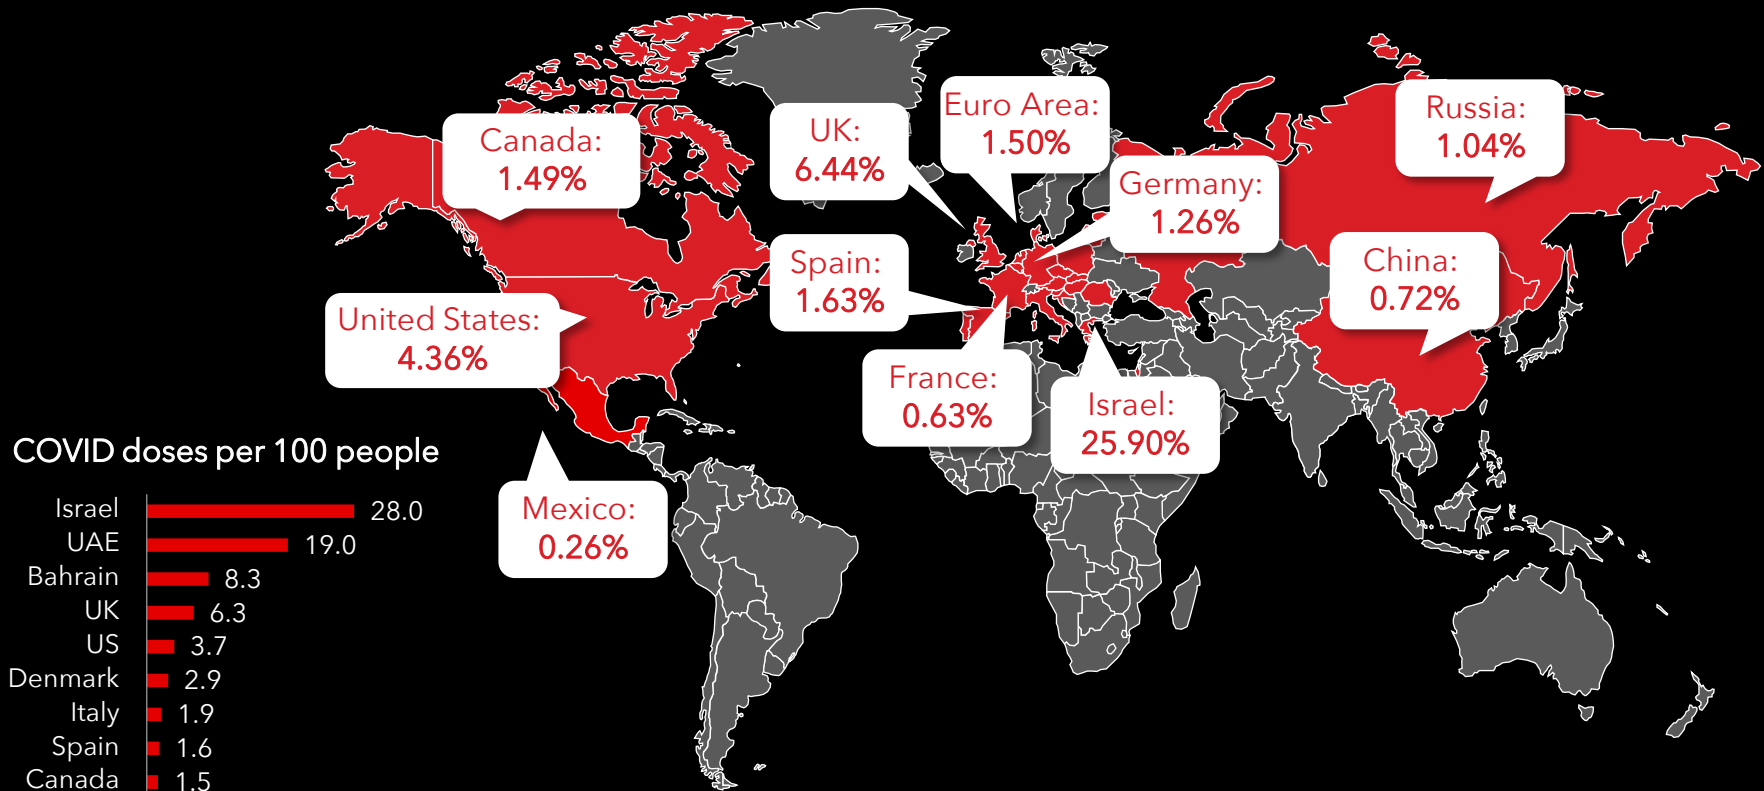 Canada:
1.49%
UK:
6.44%
Euro Area:
1.50%
Germany:
1.26%
Russia:
1.04%
Spain:
1.63%
China:
0.72%
United States:
4.36%
France:
0.63%
Israel:
25.90%
Mexico:
0.26%
COVID doses per 100 people
Israel 28.0
UAE 19.0
Bahrain 8.3
UK 6.3
US 3.7
Denmark 2.9
Italy 1.9
Spain 1.6
Canada 1.5